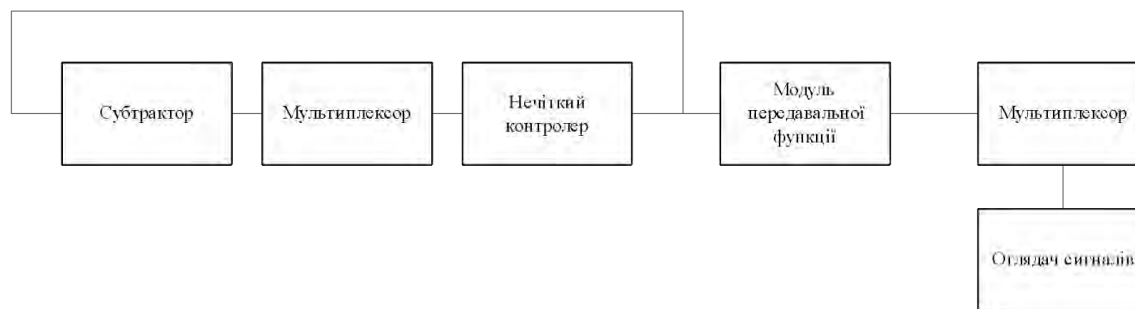 Субтрактор
Мультиплексор
Нечіткий
контролер
Модуль
передавальної
функції
Мультиплексор
Оглядач сигналів